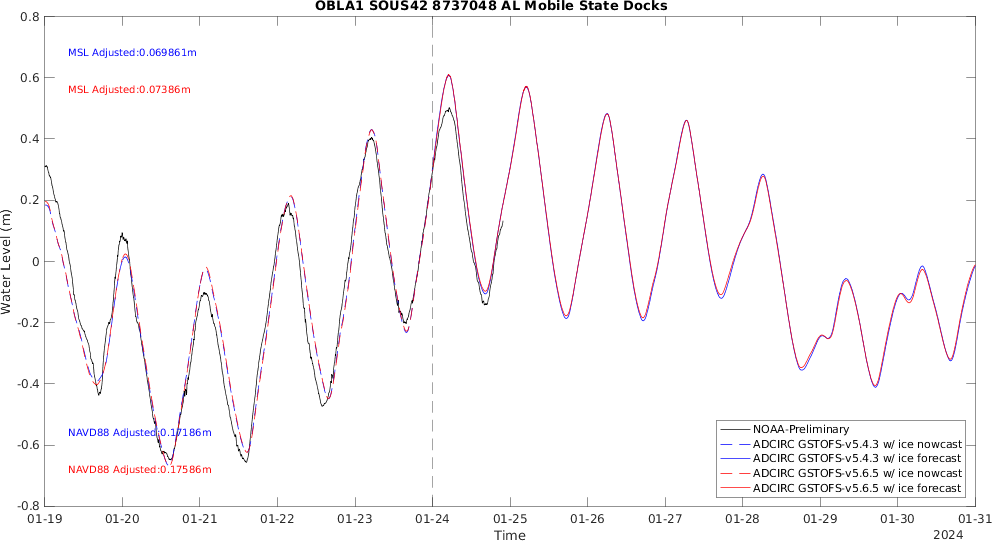 OBLA1 SOUS42 8737048 AL Mobile State Docks
MSL Adjusted:0.069861m
MSL Adjusted:0.07386m
NAVD88 Adjusted:0.17186m
NAVD88 Adjusted:0.17586m
Water Level (m)
0.8
0.6
0.4
0.2
0
-0.2
-0.4
-0.6
-0.8
NOAA-Preliminary
ADCIRC GSTOFS-v5.4.3 w/ ice nowcast
ADCIRC GSTOFS-v5.4.3 w/ ice forecast
ADCIRC GSTOFS-v5.6.5 w/ ice nowcast
ADCIRC GSTOFS-v5.6.5 w/ ice forecast
01-19 01-20 01-21 01-22 01-23 01-24 01-25 01-26 01-27 01-28 01-29 01-30 01-31
Time
2024